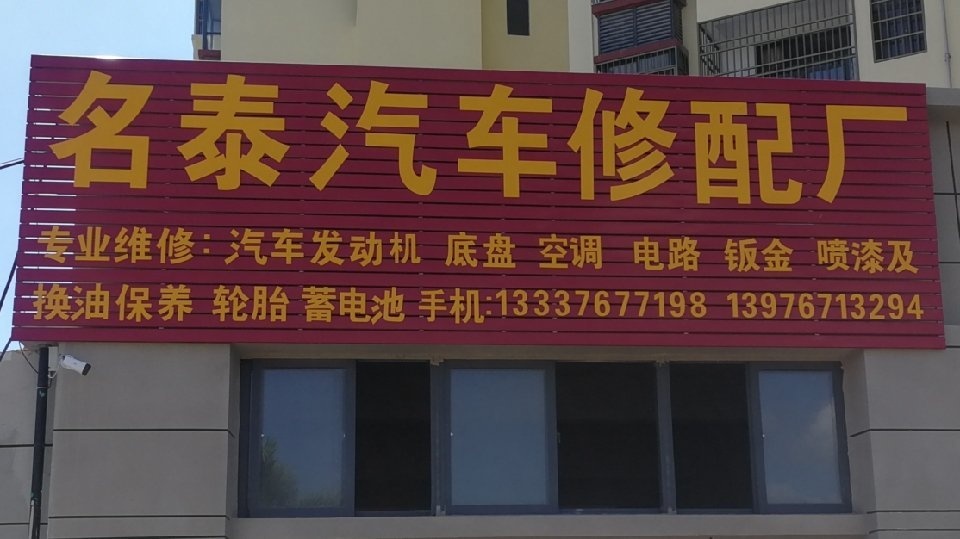 名泰汽车修配厂
专业维修：汽车发动机 底盘 空调 电路 钣金 喷漆及
换油保养 轮胎 蓄电池 手机:13337677198 13976713294